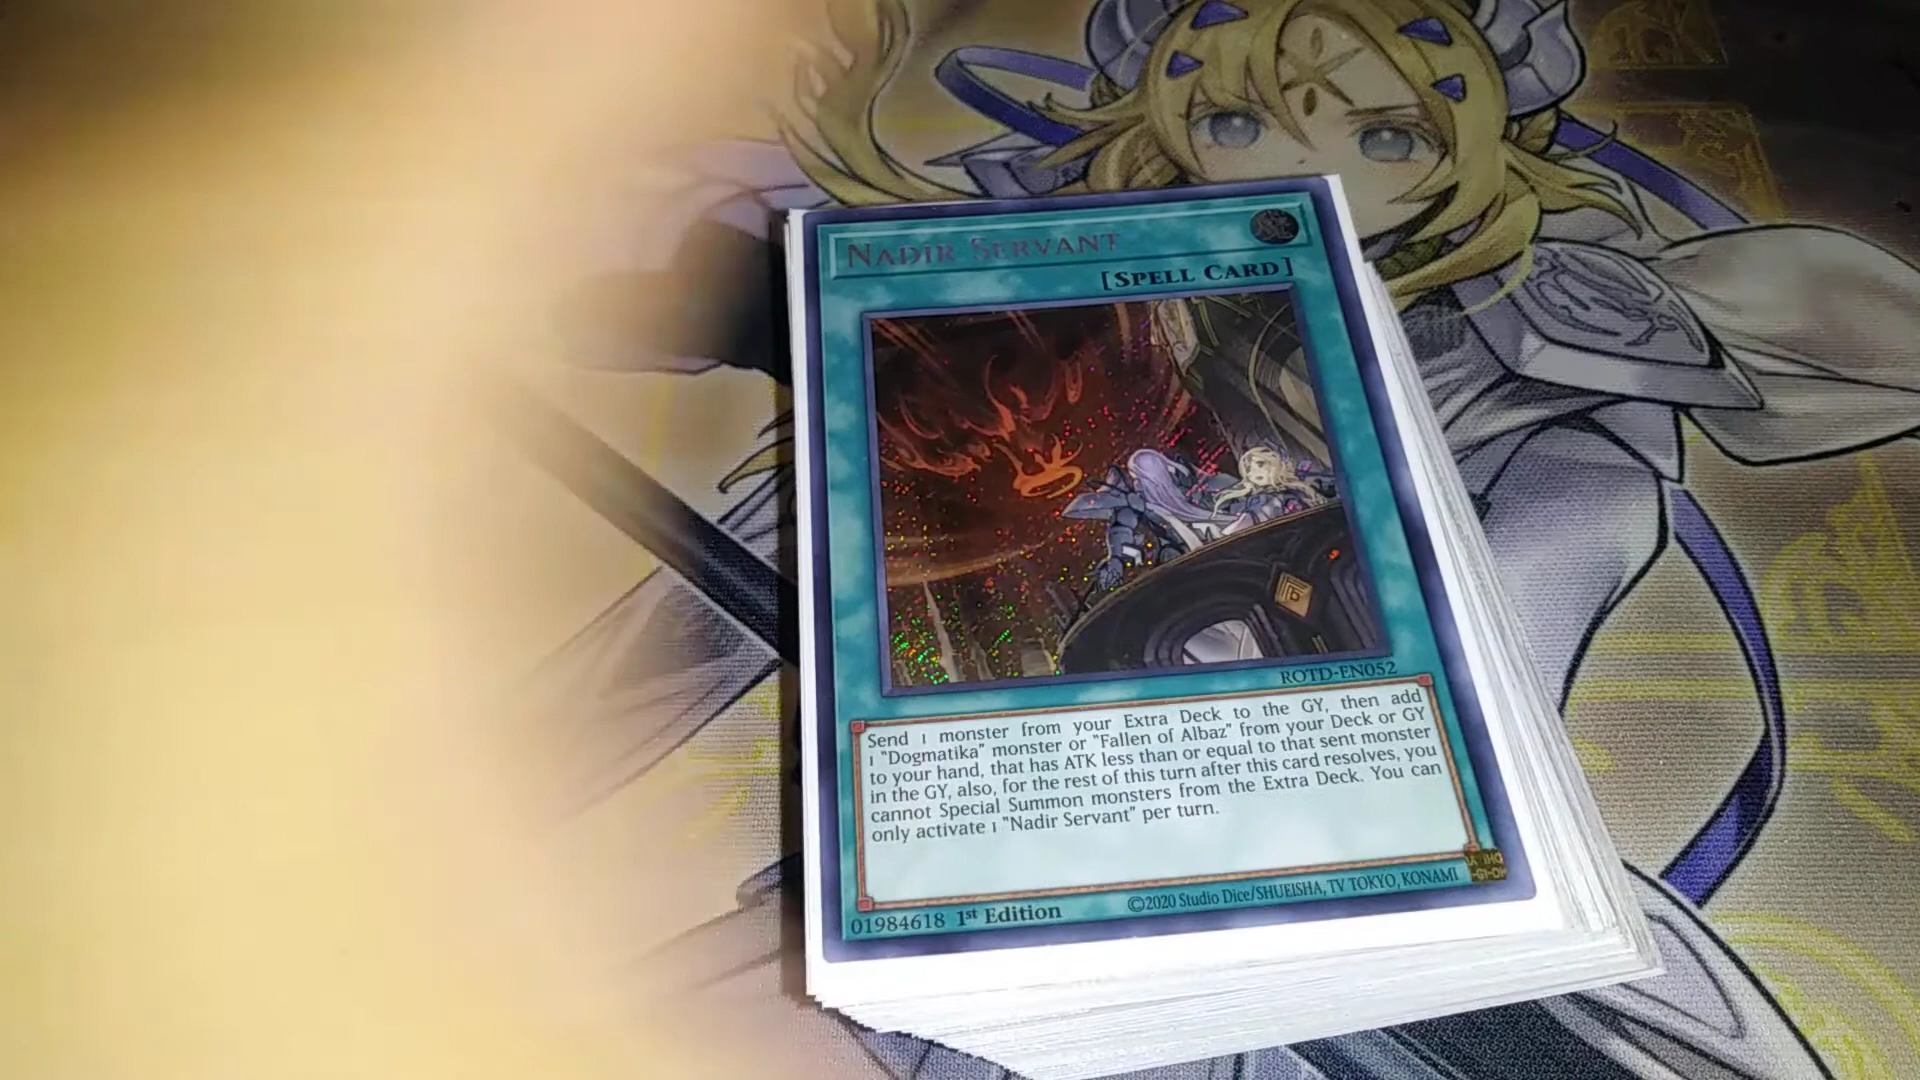 NADIR SERVANT
[SPELL CARD]
ROTD-EN052
Send 1 monster from your Extra Deck to the GY, then add
1 "Dogmatika" monster or "Fallen of Albaz" from your Deck or GY
to your hand, that has ATK less than or equal to that sent monster
in the GY, also, for the rest of this turn after this card resolves, you
cannot Special Summon monsters from the Extra Deck. You can
only activate 1 "Nadir Servant" per turn.
01984618 1st Edition
©2020 Studio Dice/SHUEISHA, TV TOKYO, KONAMI